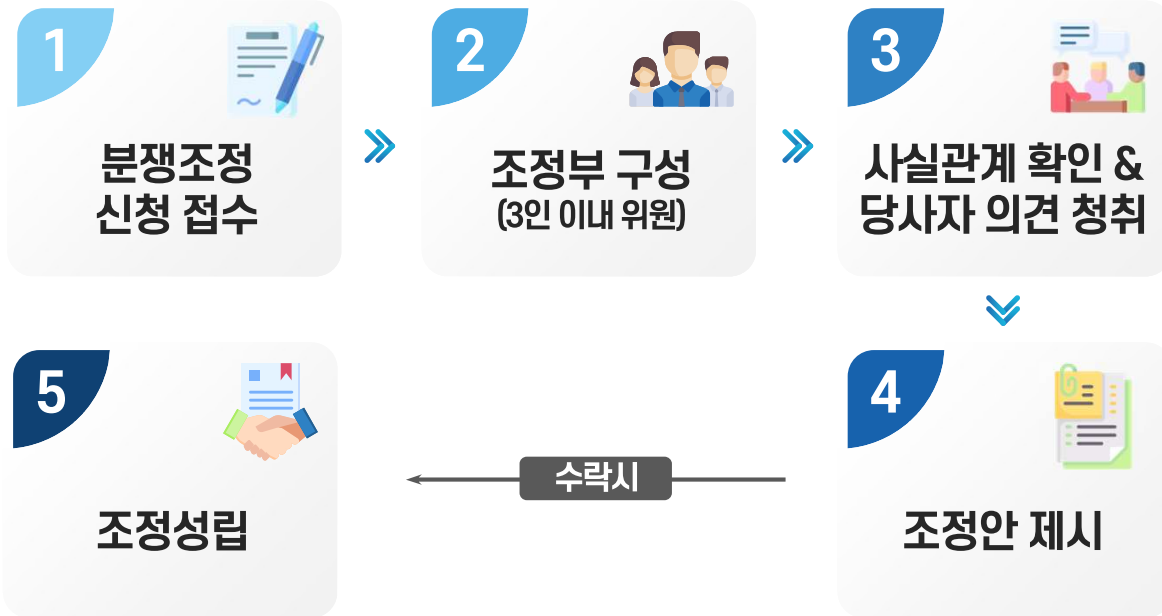 1
분쟁조정
신청 접수
2
조정부 구성
(3인 이내 위원)
3
사실관계 확인 &
당사자 의견 청취
4
조정안 제시
수락시
5
조정성립